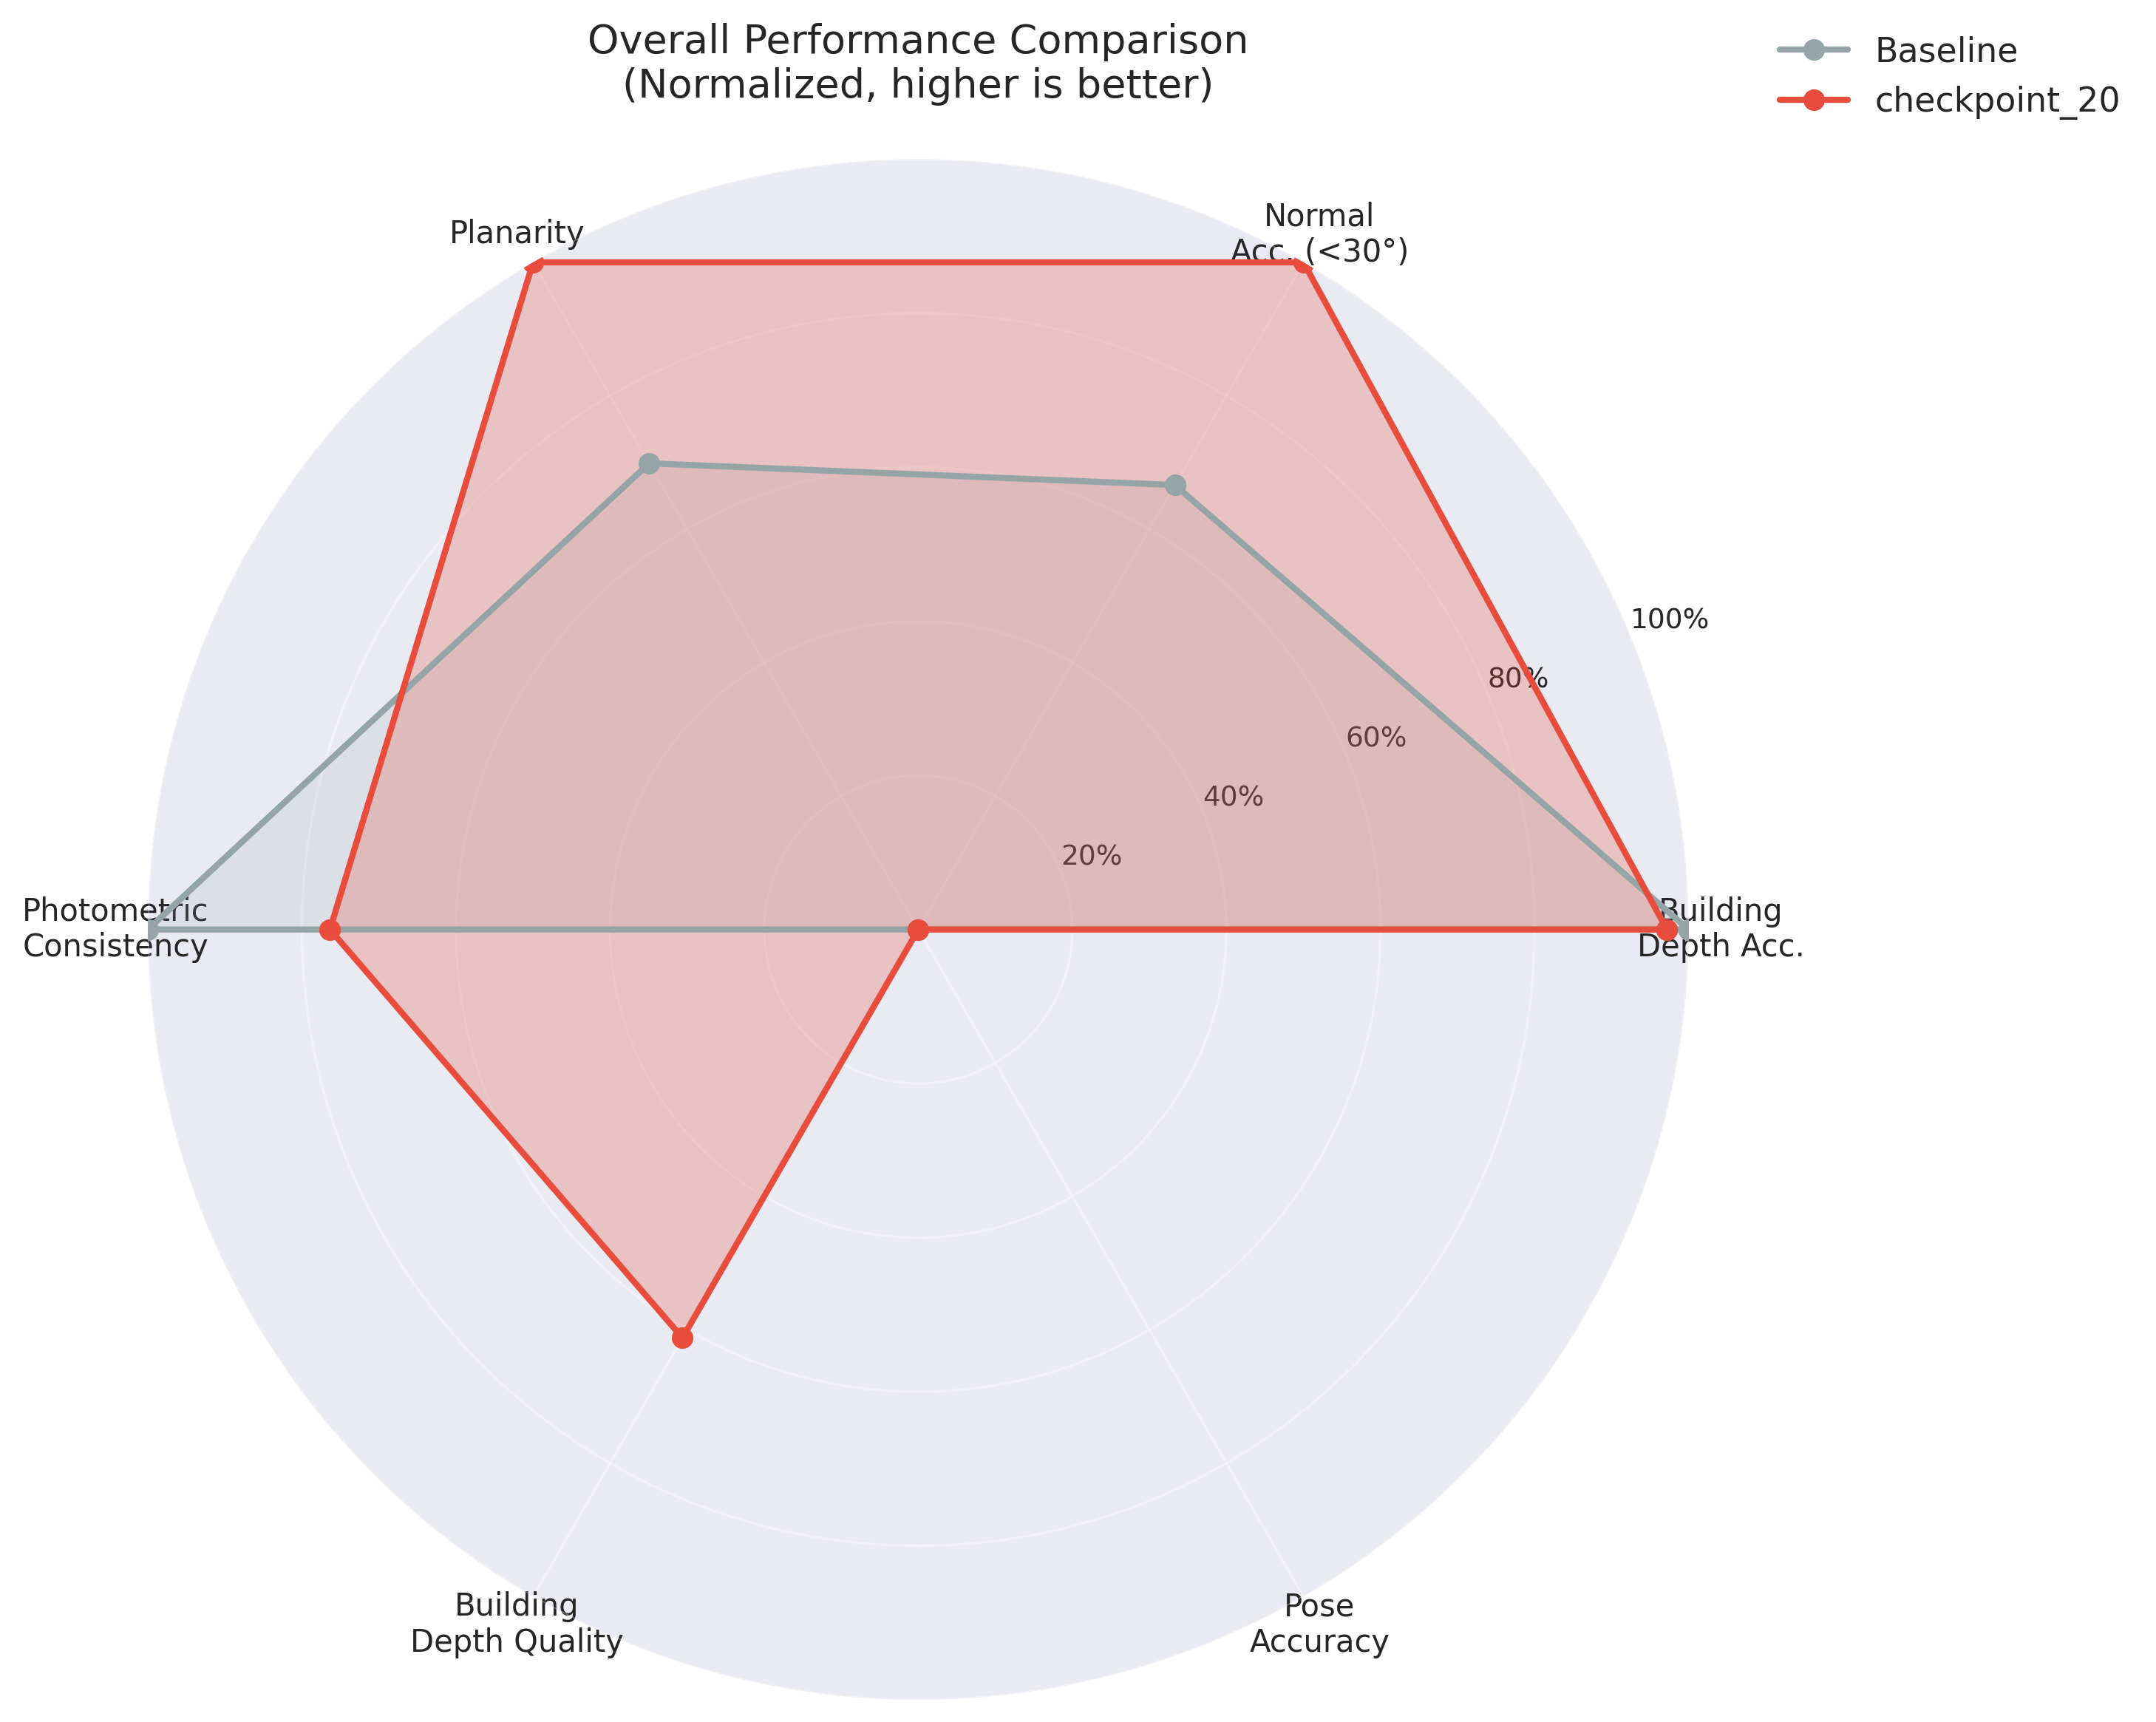 Overall Performance Comparison
(Normalized, higher is better)
Baseline
checkpoint_20
Planarity
Normal
Acc. (<30°)
100%
80%
60%
40%
20%
Photometric
Consistency
Building
Depth Acc.
Building
Depth Quality
Pose
Accuracy